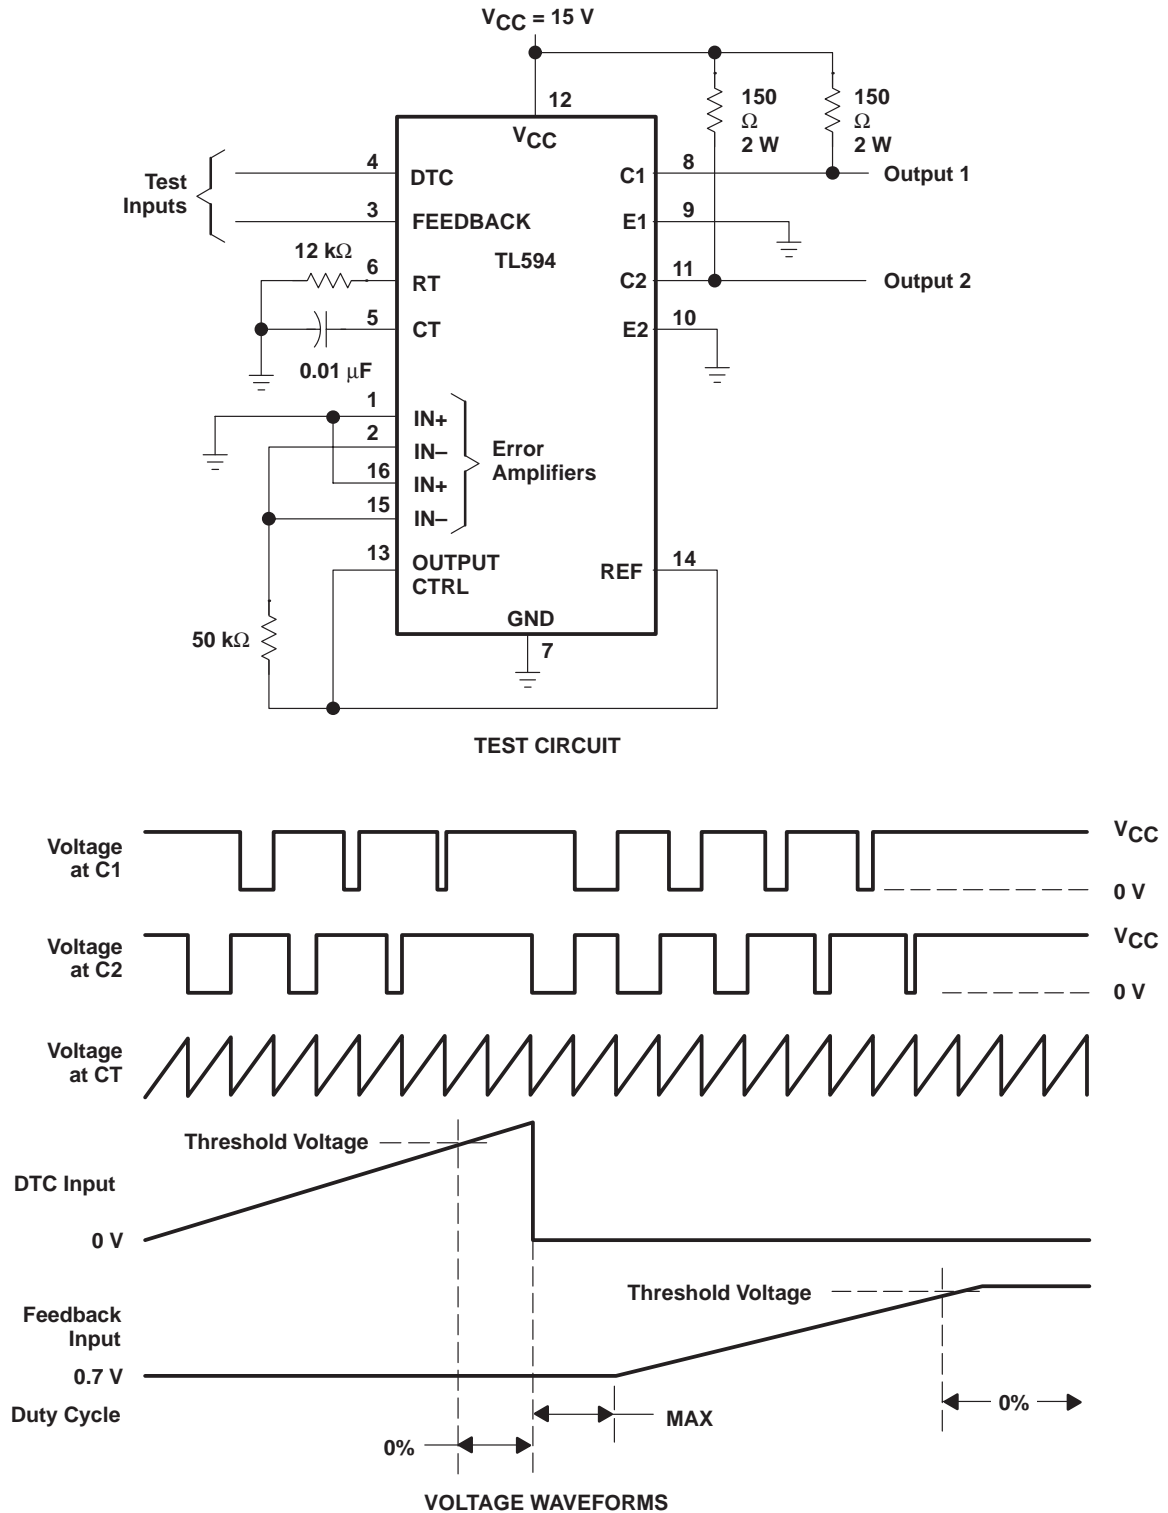 VCC = 15 V
12
VCC
150
Ω
2 W
150
Ω
2 W
Test
Inputs
4
DTC
3
FEEDBACK
TL594
C1
8
Output 1
E1
9
12 kΩ
6
RT
C2
11
Output 2
5
CT
E2
10
0.01 μF
1
IN+
2
IN–
16
IN+
15
IN–
Error
Amplifiers
13
OUTPUT
CTRL
REF
14
GND
7
50 kΩ
TEST CIRCUIT
Voltage
at C1
VCC
0 V
Voltage
at C2
VCC
0 V
Voltage
at CT
Threshold Voltage
DTC Input
0 V
Threshold Voltage
Feedback
Input
0.7 V
Duty Cycle
MAX
0%
0%
VOLTAGE WAVEFORMS